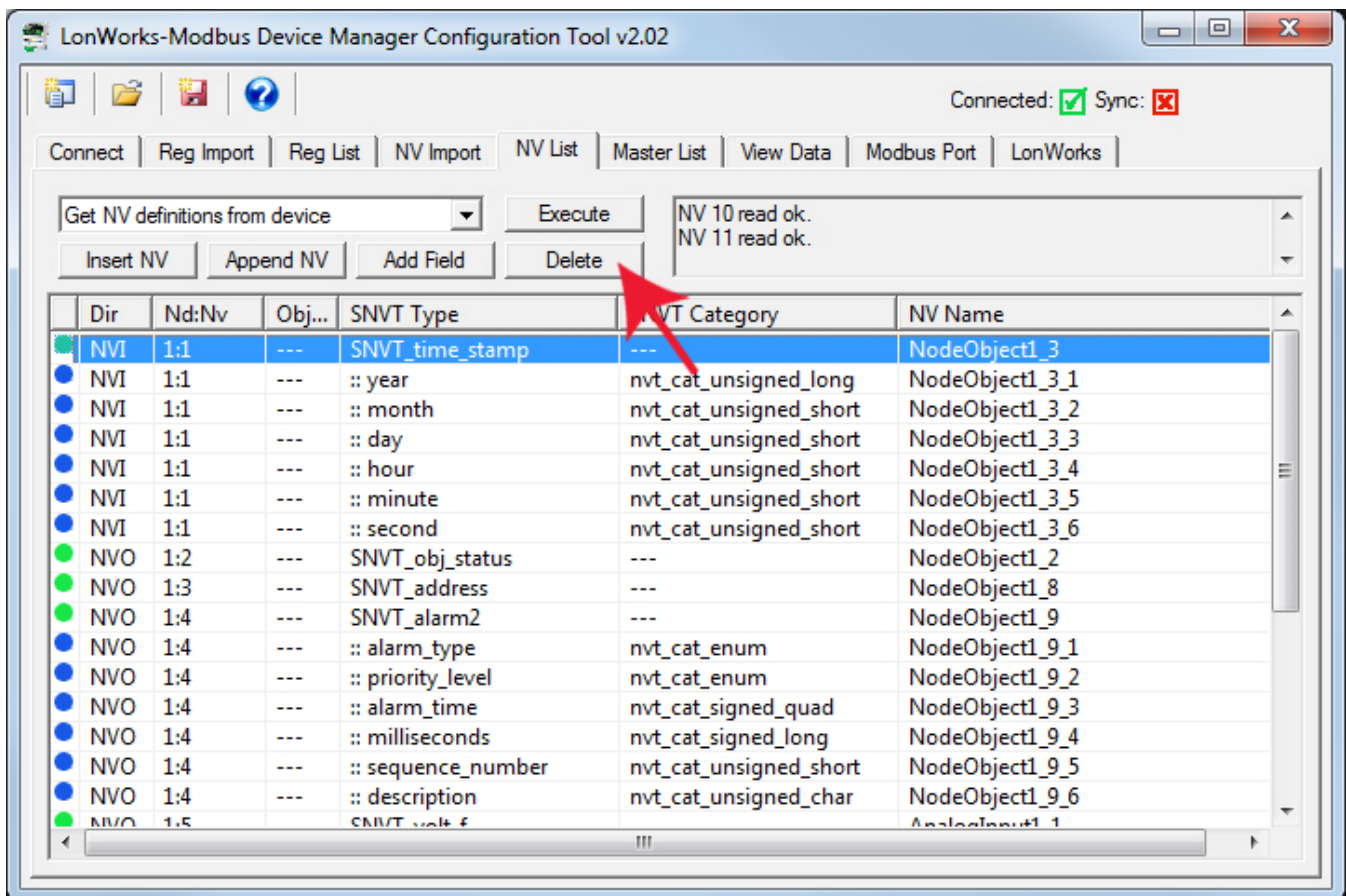 LonWorks-Modbus Device Manager Configuration Tool v2.02
Connected: Sync:
Connect Reg Import Reg List NV Import NV List Master List View Data Modbus Port LonWorks
Get NV definitions from device Execute NV 10 read ok.
NV 11 read ok.
Insert NV Append NV Add Field Delete
Dir Nd:Nv Obj... SNVT Type VT Category NV Name
NVI 1:1 --- SNVT_time_stamp --- NodeObject1_3
NVI 1:1 --- :: year nvt_cat_unsigned_long NodeObject1_3_1
NVI 1:1 --- :: month nvt_cat_unsigned_short NodeObject1_3_2
NVI 1:1 --- :: day nvt_cat_unsigned_short NodeObject1_3_3
NVI 1:1 --- :: hour nvt_cat_unsigned_short NodeObject1_3_4
NVI 1:1 --- :: minute nvt_cat_unsigned_short NodeObject1_3_5
NVI 1:1 --- :: second nvt_cat_unsigned_short NodeObject1_3_6
NVO 1:2 --- SNVT_obj_status --- NodeObject1_2
NVO 1:3 --- SNVT_address --- NodeObject1_8
NVO 1:4 --- SNVT_alarm2 --- NodeObject1_9
NVO 1:4 --- :: alarm_type nvt_cat_enum NodeObject1_9_1
NVO 1:4 --- :: priority_level nvt_cat_enum NodeObject1_9_2
NVO 1:4 --- :: alarm_time nvt_cat_signed_quad NodeObject1_9_3
NVO 1:4 --- :: milliseconds nvt_cat_signed_long NodeObject1_9_4
NVO 1:4 --- :: sequence_number nvt_cat_unsigned_short NodeObject1_9_5
NVO 1:4 --- :: description nvt_cat_unsigned_char NodeObject1_9_6
NVO 1:5 SNVT_volt_f AnalogInput1_1